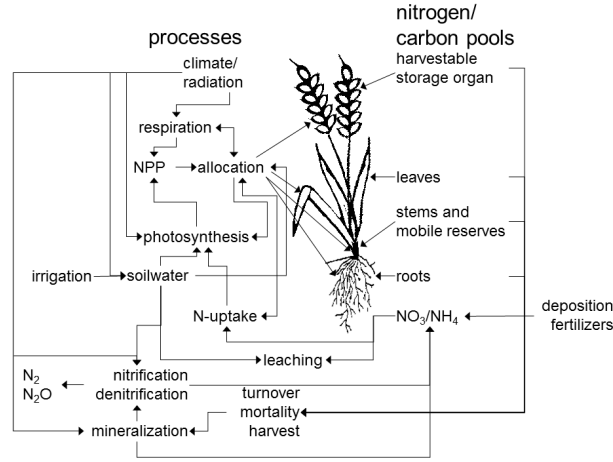 nitrogen/
carbon pools
processes
climate/
radiation
harvestable
storage organ
respiration
NPP
allocation
leaves
stems and
mobile reserves
photosynthesis
irrigation
soilwater
roots
N-uptake
NO₃/NH₄
deposition
fertilizers
leaching
N₂
N₂O
nitrification
denitrification
turnover
mortality
harvest
mineralization